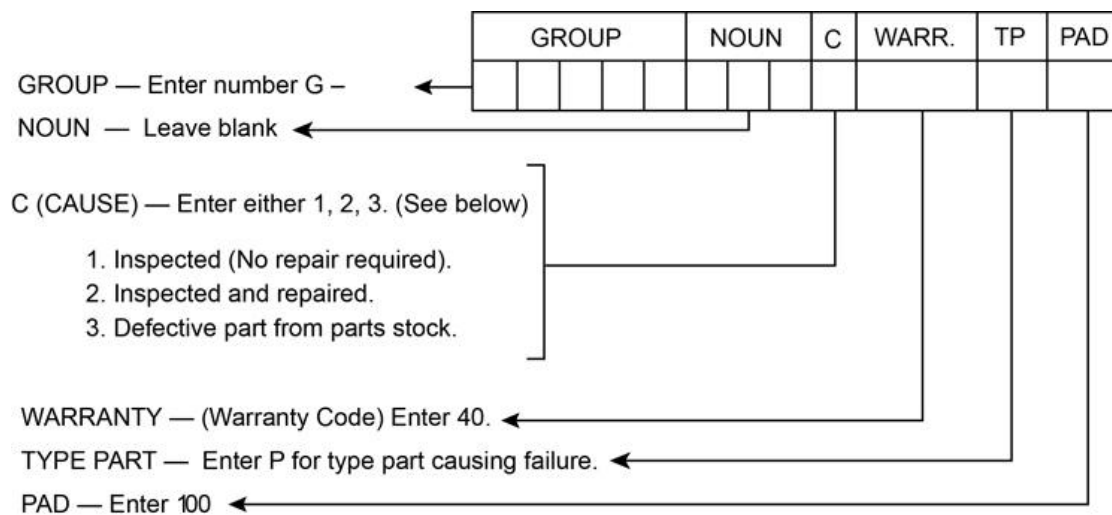 GROUP NOUN C WARR. TP PAD
GROUP — Enter number G –
NOUN — Leave blank
C (CAUSE) — Enter either 1, 2, 3. (See below)
1. Inspected (No repair required).
2. Inspected and repaired.
3. Defective part from parts stock.
WARRANTY — (Warranty Code) Enter 40.
TYPE PART — Enter P for type part causing failure.
PAD — Enter 100